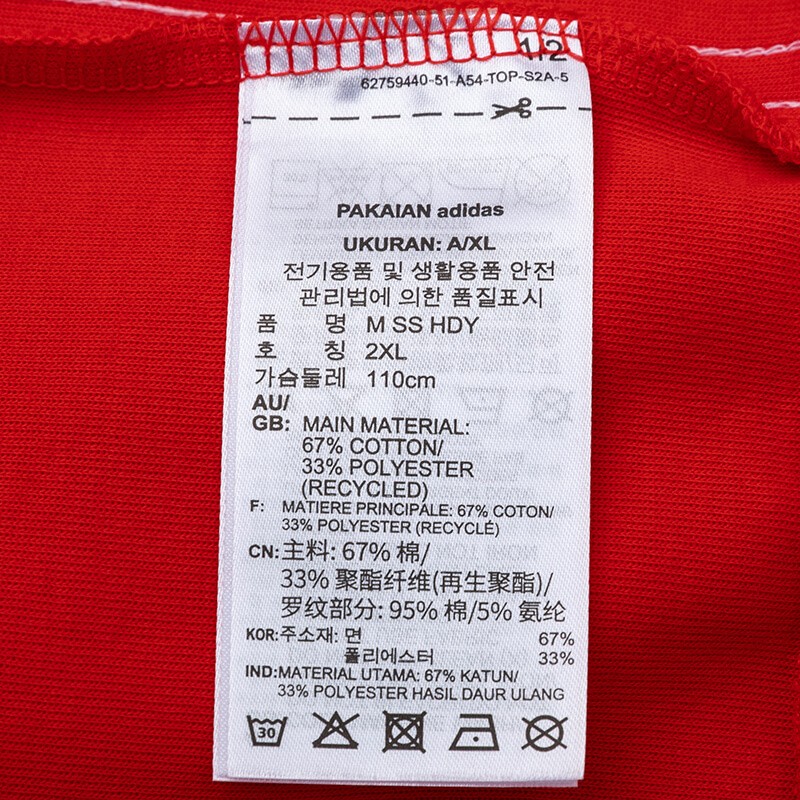 1/2
62759440-51-A54-TOP-S2A-5
PAKAIAN adidas
UKURAN: A/XL
전기용품 및 생활용품 안전
관리법에 의한 품질표시
품 명 M SS HDY
호 칭 2XL
가슴둘레 110cm
AU/
GB: MAIN MATERIAL:
67% COTTON/
33% POLYESTER
(RECYCLED)
F: MATIERE PRINCIPALE: 67% COTON/
33% POLYESTER (RECYCLÉ)
CN: 主料: 67% 棉/
33% 聚酯纤维(再生聚酯)/
罗纹部分: 95% 棉/5% 氨纶
KOR: 주소재: 면 67%
폴리에스터 33%
IND: MATERIAL UTAMA: 67% KATUN/
33% POLYESTER HASIL DAUR ULANG
30